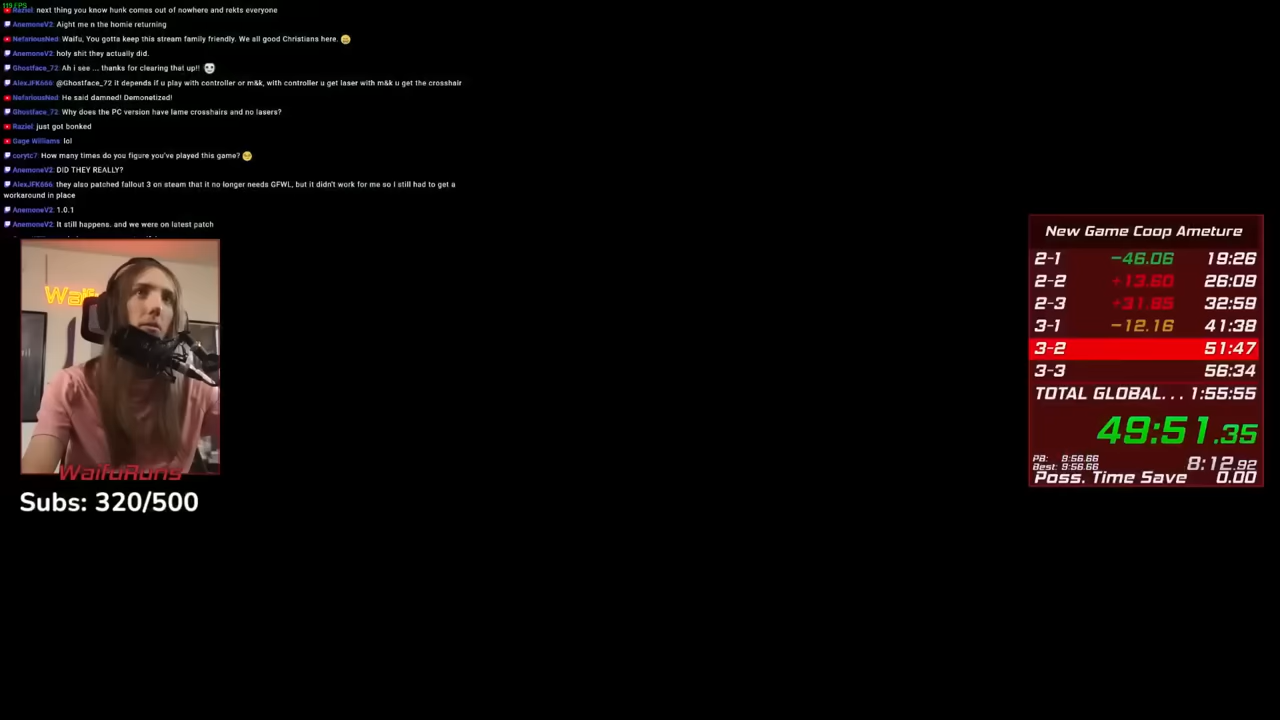 119 FPS
Raziel: next thing you know hunk comes out of nowhere and rekts everyone
AnemoneV2: Aight me n the homie returning
NefariousNed: Waifu, You gotta keep this stream family friendly. We all good Christians here.
AnemoneV2: holy shit they actually did.
Ghostface_72: Ah i see ... thanks for clearing that up!!
AlexJFK666: @Ghostface_72 it depends if u play with controller or m&k, with controller u get laser with m&k u get the crosshair
NefariousNed: He said damned! Demonetized!
Ghostface_72: Why does the PC version have lame crosshairs and no lasers?
Raziel: just got bonked
Gage Williams: lol
corytc7: How many times do you figure you've played this game?
AnemoneV2: DID THEY REALLY?
AlexJFK666: they also patched fallout 3 on steam that it no longer needs GFWL, but it didn't work for me so I still had to get a
workaround in place
AnemoneV2: 1.0.1
AnemoneV2: It still happens. and we were on latest patch
WaifuRuns
Subs: 320/500
New Game Coop Ameture
2-1 -46.06 19:26
2-2 +13.60 26:09
2-3 +31.85 32:59
3-1 -12.16 41:38
3-2 51:47
3-3 56:34
TOTAL GLOBAL... 1:55:55
49:51.35
PB: 9:56.66
Best: 9:56.66 8:12.92
Poss. Time Save 0.00